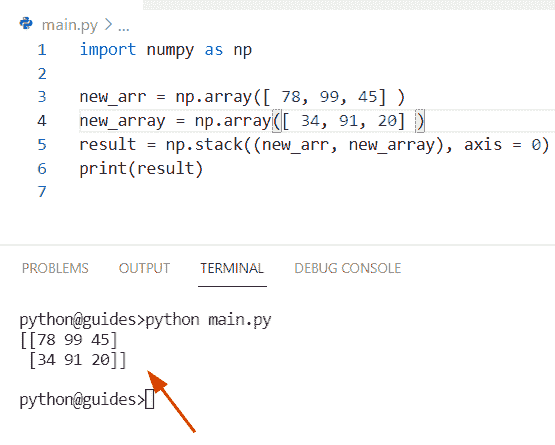 main.py > ...
1 import numpy as np
2
3 new_arr = np.array([ 78, 99, 45] )
4 new_array = np.array([ 34, 91, 20] )
5 result = np.stack((new_arr, new_array), axis = 0)
6 print(result)
7
PROBLEMS OUTPUT TERMINAL DEBUG CONSOLE
python@guides>python main.py
[[78 99 45]
 [34 91 20]]
python@guides>